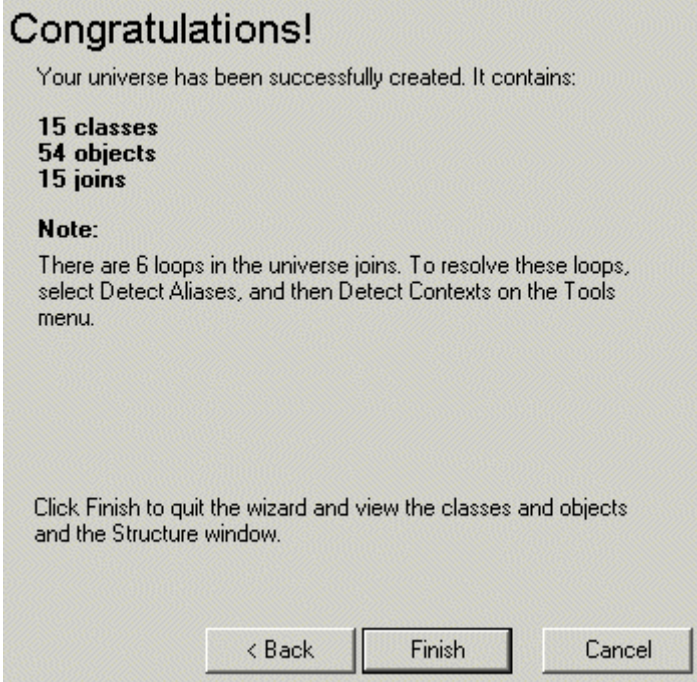 Congratulations!
Your universe has been successfully created. It contains:
15 classes
54 objects
15 joins
Note:
There are 6 loops in the universe joins. To resolve these loops,
select Detect Aliases, and then Detect Contexts on the Tools
menu.
Click Finish to quit the wizard and view the classes and objects
and the Structure window.
< Back
Finish
Cancel